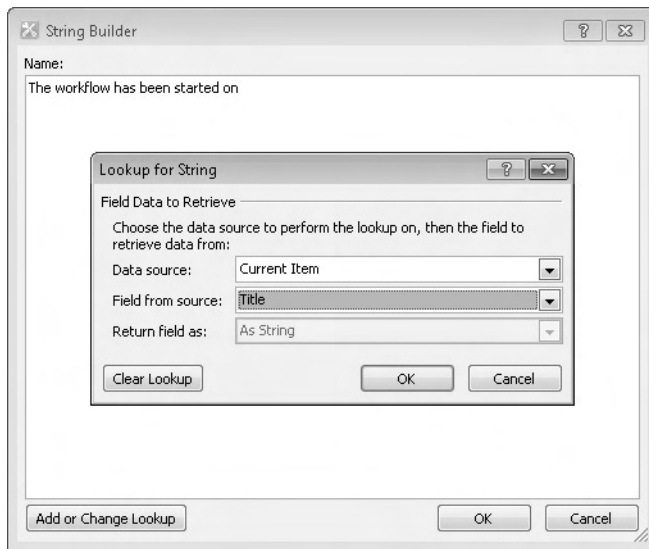 String Builder
Name:
The workflow has been started on
Lookup for String
Field Data to Retrieve
Choose the data source to perform the lookup on, then the field to
retrieve data from:
Data source: Current Item
Field from source: Title
Return field as: As String
Clear Lookup OK Cancel
Add or Change Lookup OK Cancel